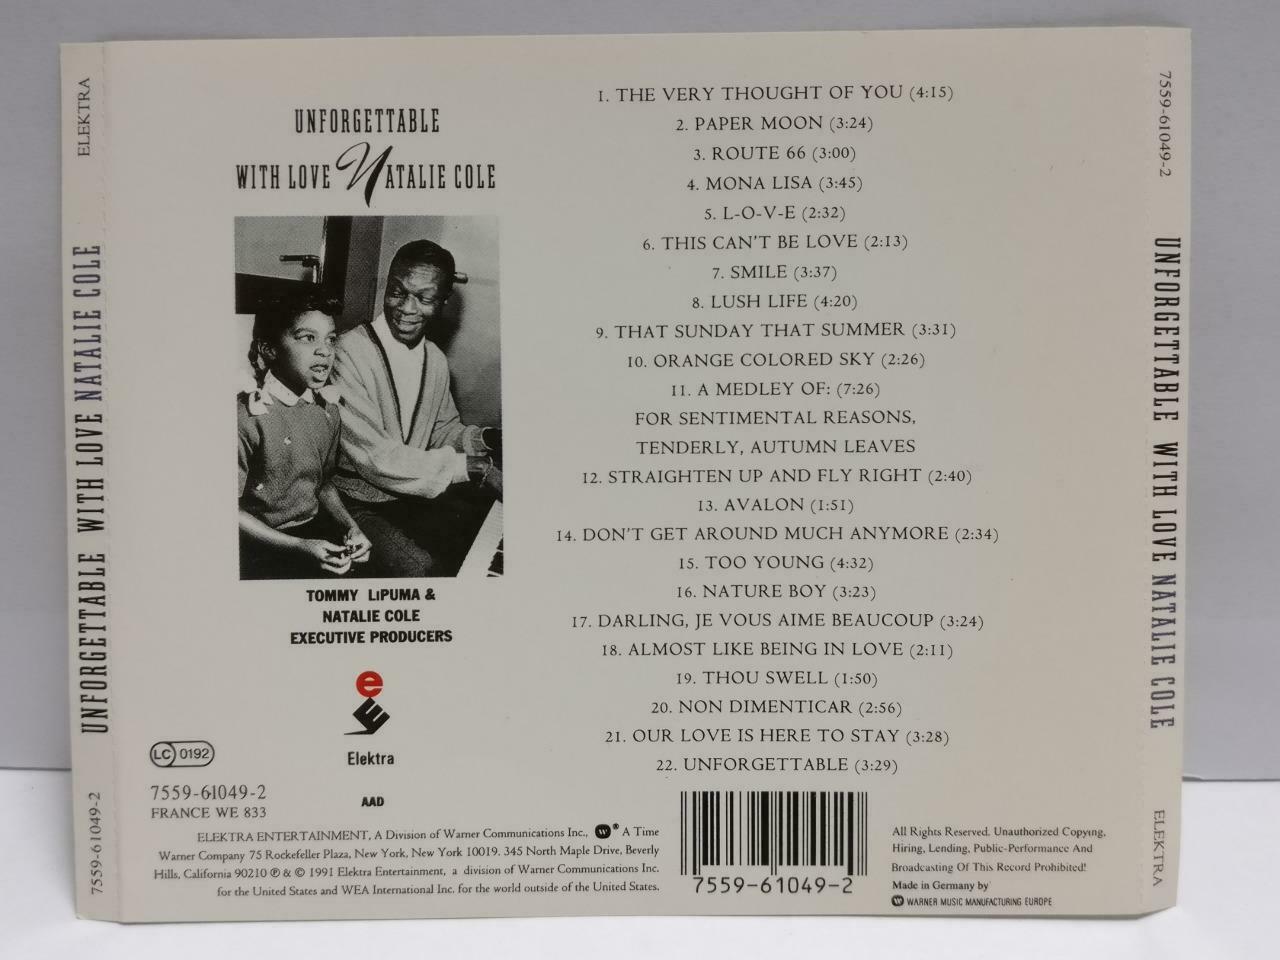 ELEKTRA
UNFORGETTABLE WITH LOVE NATALIE COLE
7559-61049-2
UNFORGETTABLE
WITH LOVE NATALIE COLE
TOMMY LiPUMA &
NATALIE COLE
EXECUTIVE PRODUCERS
e
E
Elektra
AAD
LC 0192
7559-61049-2
FRANCE WE 833
1. THE VERY THOUGHT OF YOU (4:15)
2. PAPER MOON (3:24)
3. ROUTE 66 (3:00)
4. MONA LISA (3:45)
5. L-O-V-E (2:32)
6. THIS CAN'T BE LOVE (2:13)
7. SMILE (3:37)
8. LUSH LIFE (4:20)
9. THAT SUNDAY THAT SUMMER (3:31)
10. ORANGE COLORED SKY (2:26)
11. A MEDLEY OF: (7:26)
FOR SENTIMENTAL REASONS,
TENDERLY, AUTUMN LEAVES
12. STRAIGHTEN UP AND FLY RIGHT (2:40)
13. AVALON (1:51)
14. DON'T GET AROUND MUCH ANYMORE (2:34)
15. TOO YOUNG (4:32)
16. NATURE BOY (3:23)
17. DARLING, JE VOUS AIME BEAUCOUP (3:24)
18. ALMOST LIKE BEING IN LOVE (2:11)
19. THOU SWELL (1:50)
20. NON DIMENTICAR (2:56)
21. OUR LOVE IS HERE TO STAY (3:28)
22. UNFORGETTABLE (3:29)
ELEKTRA ENTERTAINMENT, A Division of Warner Communications Inc., ® A Time
Warner Company 75 Rockefeller Plaza, New York, New York 10019. 345 North Maple Drive, Beverly
Hills, California 90210 ℗ & © 1991 Elektra Entertainment, a division of Warner Communications Inc.
for the United States and WEA International Inc. for the world outside of the United States.
7559-61049-2
All Rights Reserved. Unauthorized Copying,
Hiring, Lending, Public-Performance And
Broadcasting Of This Record Prohibited!
Made in Germany by
WARNER MUSIC MANUFACTURING EUROPE
7559-61049-2
UNFORGETTABLE WITH LOVE NATALIE COLE
ELEKTRA